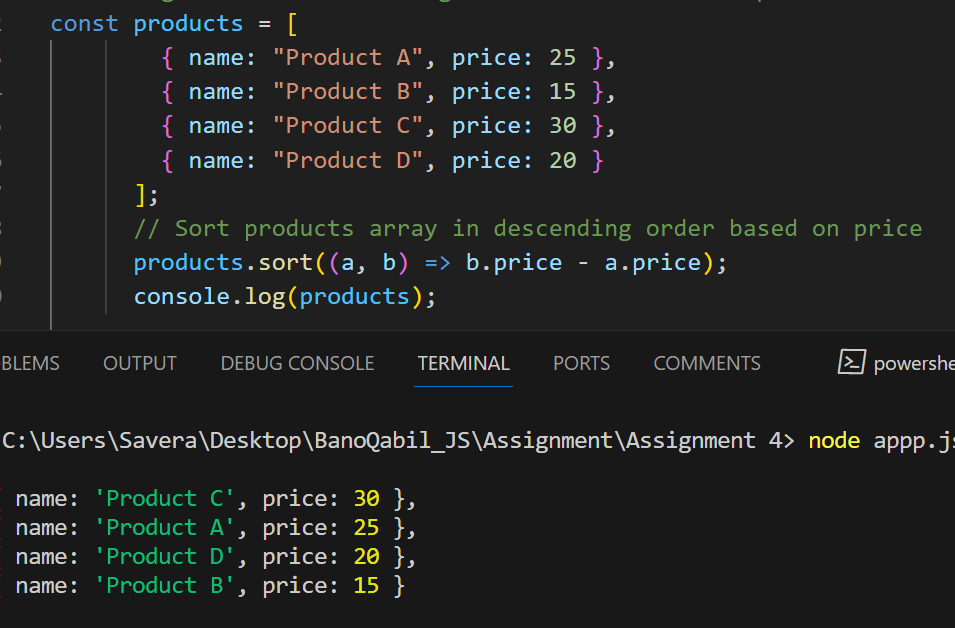 const products = [
{ name: "Product A", price: 25 },
{ name: "Product B", price: 15 },
{ name: "Product C", price: 30 },
{ name: "Product D", price: 20 }
];
// Sort products array in descending order based on price
products.sort((a, b) => b.price - a.price);
console.log(products);
BLEMS OUTPUT DEBUG CONSOLE TERMINAL PORTS COMMENTS powershe
C:\Users\Savera\Desktop\BanoQabil_JS\Assignment\Assignment 4> node appp.js
name: 'Product C', price: 30 },
name: 'Product A', price: 25 },
name: 'Product D', price: 20 },
name: 'Product B', price: 15 }